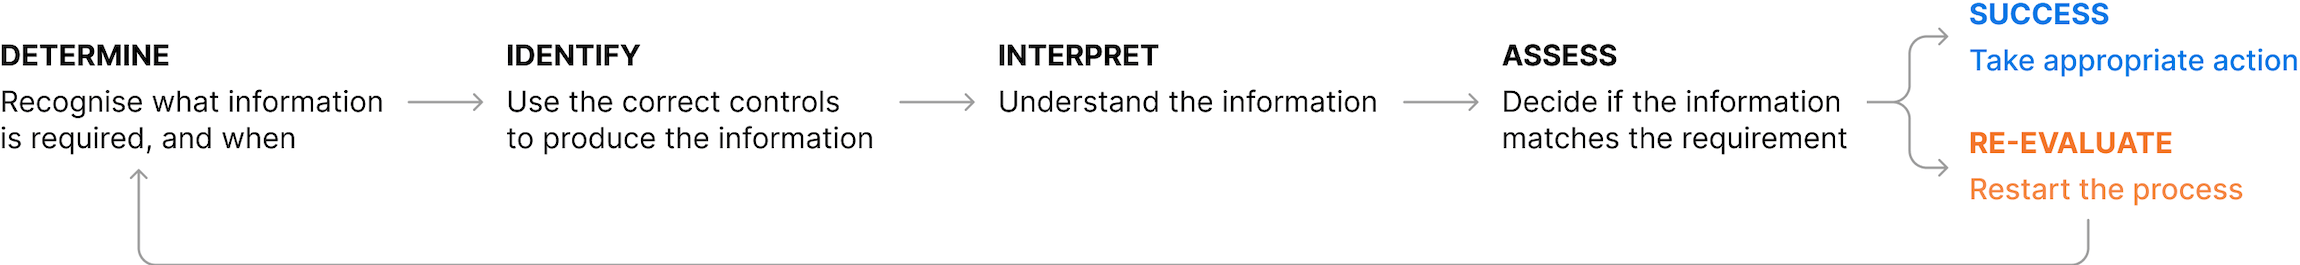 DETERMINE
Recognise what information
is required, and when
IDENTIFY
Use the correct controls
to produce the information
INTERPRET
Understand the information
ASSESS
Decide if the information
matches the requirement
SUCCESS
Take appropriate action
RE-EVALUATE
Restart the process